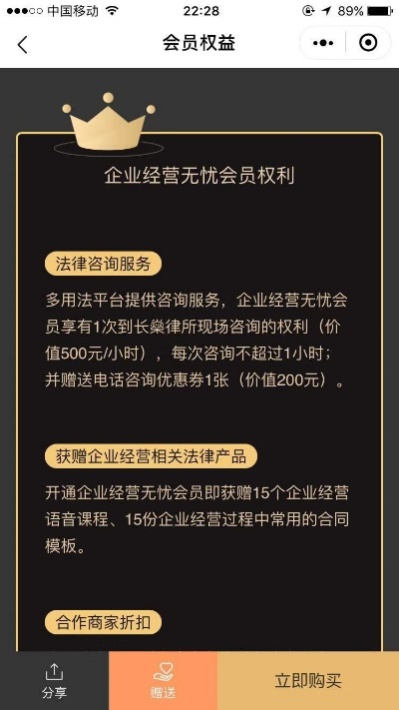 中国移动 22:28 89%
会员权益
企业经营无忧会员权利
法律咨询服务
多用法平台提供咨询服务，企业经营无忧会
员享有1次到长燊律所现场咨询的权利（价
值500元/小时），每次咨询不超过1小时；
并赠送电话咨询优惠券1张（价值200元）。
获赠企业经营相关法律产品
开通企业经营无忧会员即获赠15个企业经营
语音课程、15份企业经营过程中常用的合同
模板。
合作商家折扣
分享 赠送 立即购买